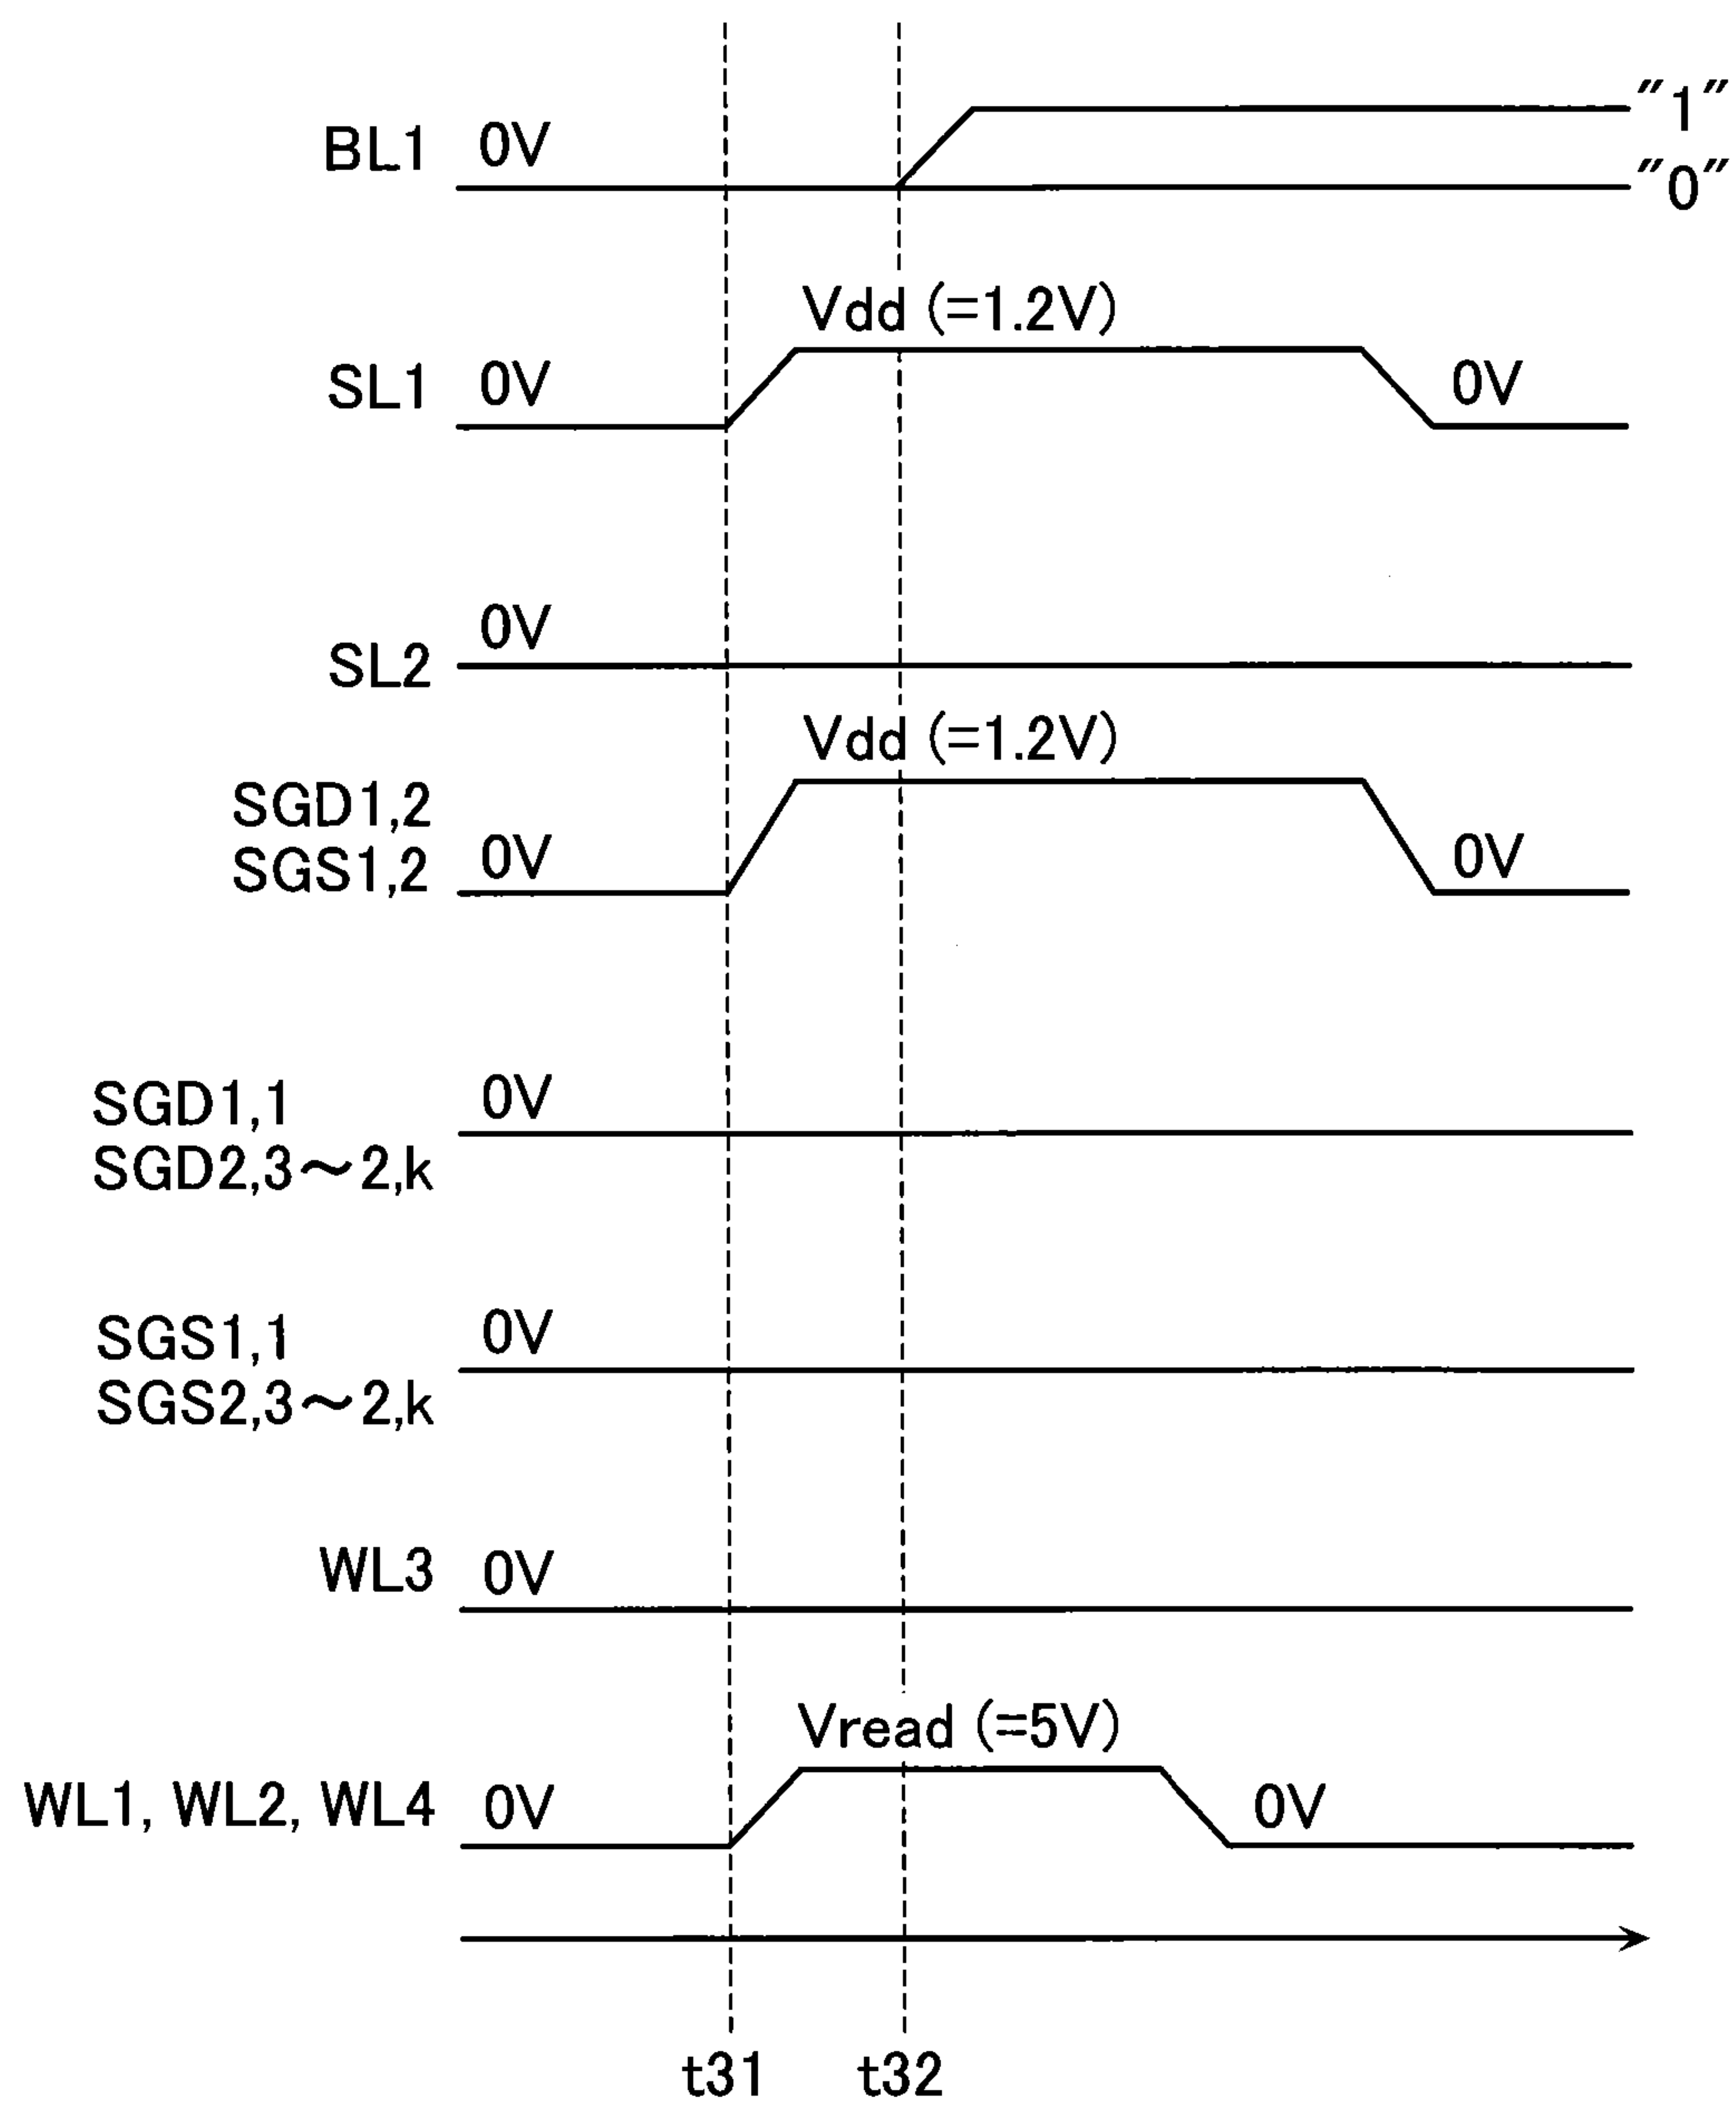 BL1 0V ″1″
″0″
Vdd (=1.2V)
SL1 0V 0V
0V
SL2
Vdd (=1.2V)
SGD1,2
SGS1,2 0V 0V
SGD1,1 0V
SGD2,3～2,k
SGS1,1 0V
SGS2,3～2,k
WL3 0V
Vread (=5V)
WL1, WL2, WL4 0V 0V
t31 t32